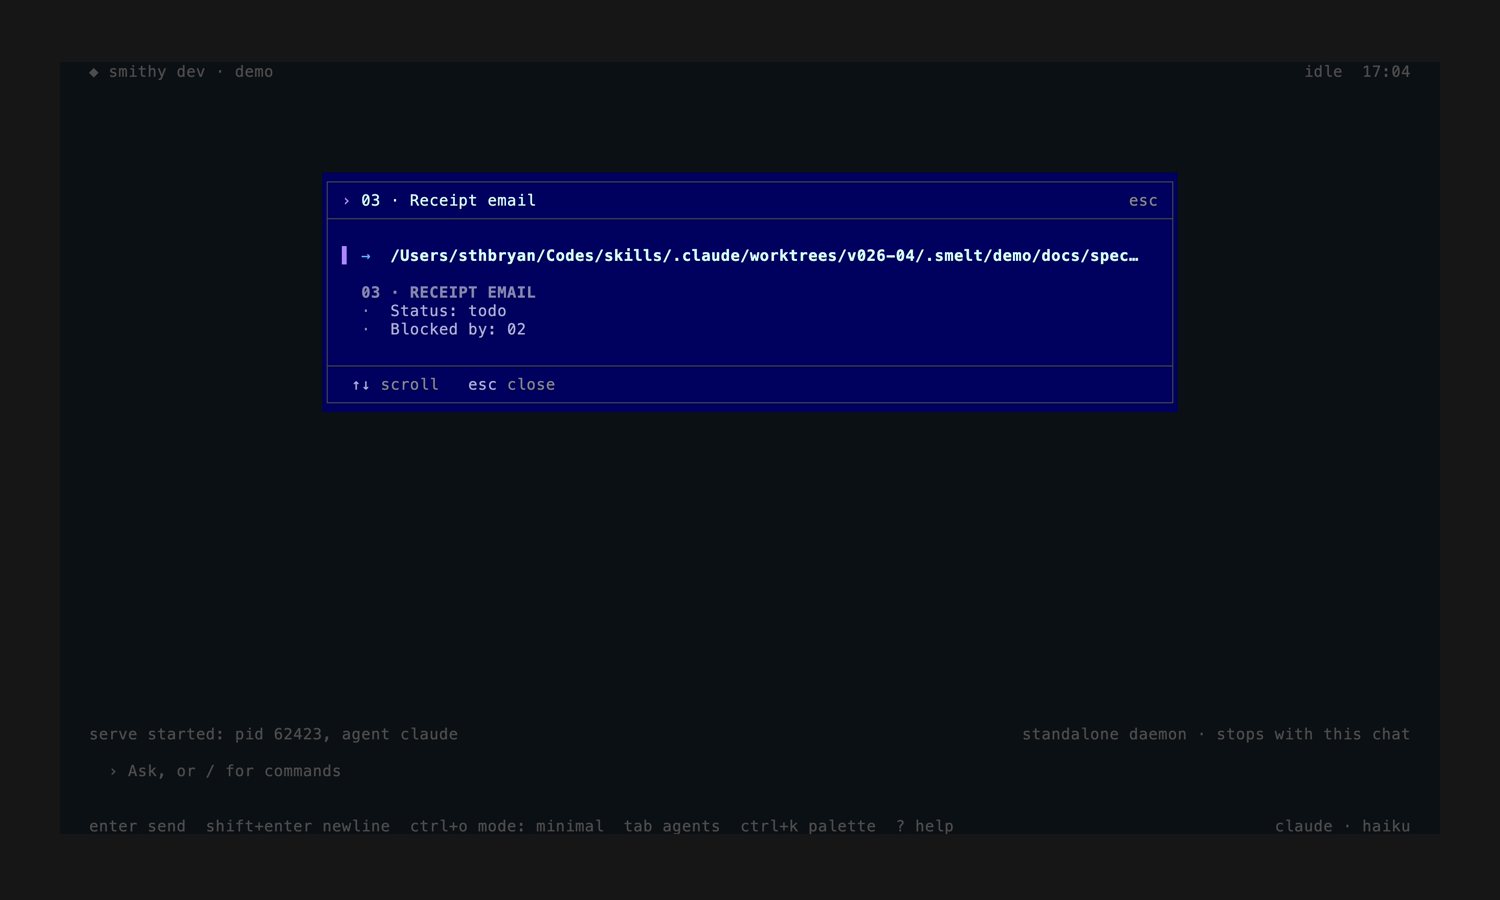 ◆ smithy dev · demo    idle  17:04
› 03 · Receipt email    esc
→  /Users/sthbryan/Codes/skills/.claude/worktrees/v026-04/.smelt/demo/docs/spec…
03 · RECEIPT EMAIL
·  Status: todo
·  Blocked by: 02
↑↓ scroll   esc close
serve started: pid 62423, agent claude    standalone daemon · stops with this chat
› Ask, or / for commands
enter send  shift+enter newline  ctrl+o mode: minimal  tab agents  ctrl+k palette  ? help    claude · haiku